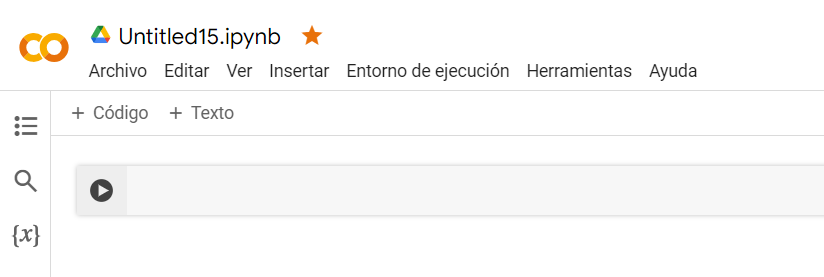 Untitled15.ipynb
Archivo Editar Ver Insertar Entorno de ejecución Herramientas Ayuda
+ Código + Texto
{x}